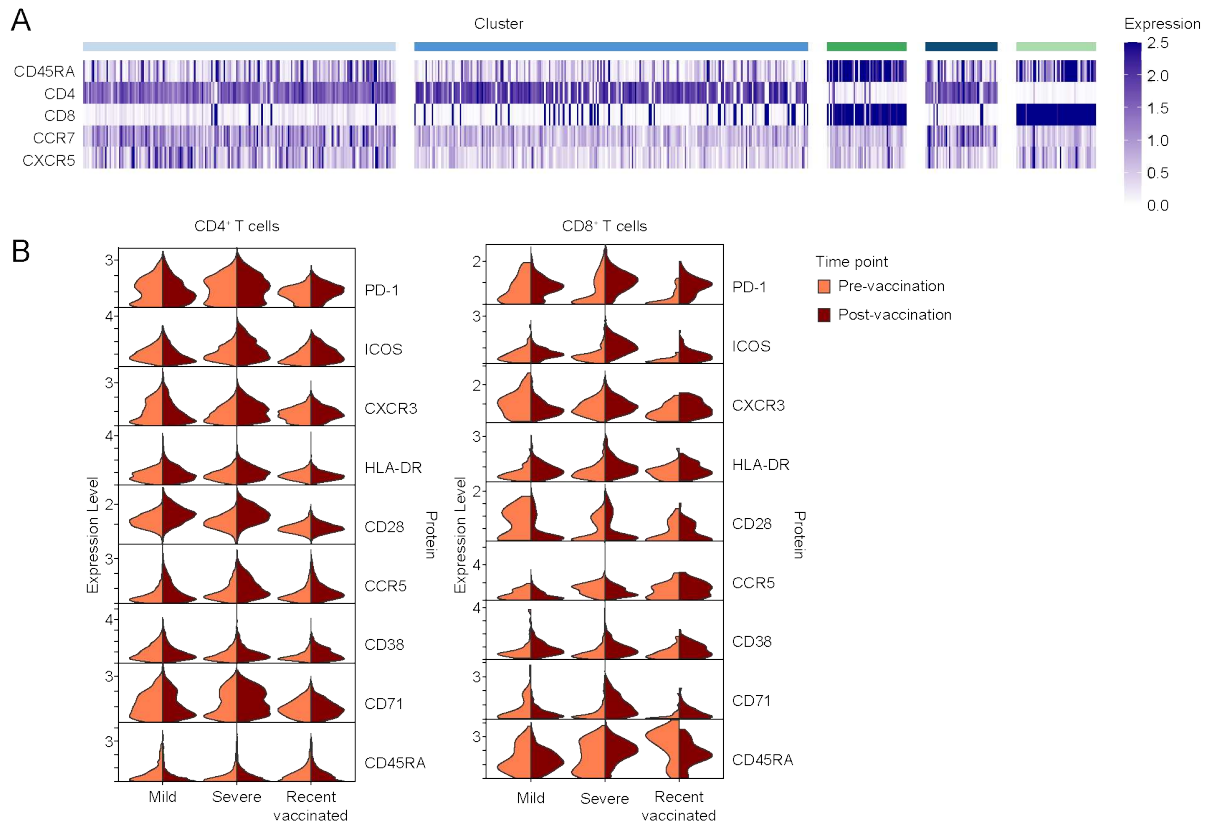 A
Cluster
Expression
CD45RA
CD4
CD8
CCR7
CXCR5
2.5
2.0
1.5
1.0
0.5
0.0
B
CD4+ T cells
CD8+ T cells
Time point
Pre-vaccination
Post-vaccination
Expression Level
3
4
3
4
2
3
4
3
3
PD-1
ICOS
CXCR3
HLA-DR
CD28
CCR5
CD38
CD71
CD45RA
Protein
Mild
Severe
Recent
vaccinated
Expression Level
2
3
2
3
2
4
4
3
3
PD-1
ICOS
CXCR3
HLA-DR
CD28
CCR5
CD38
CD71
CD45RA
Protein
Mild
Severe
Recent
vaccinated